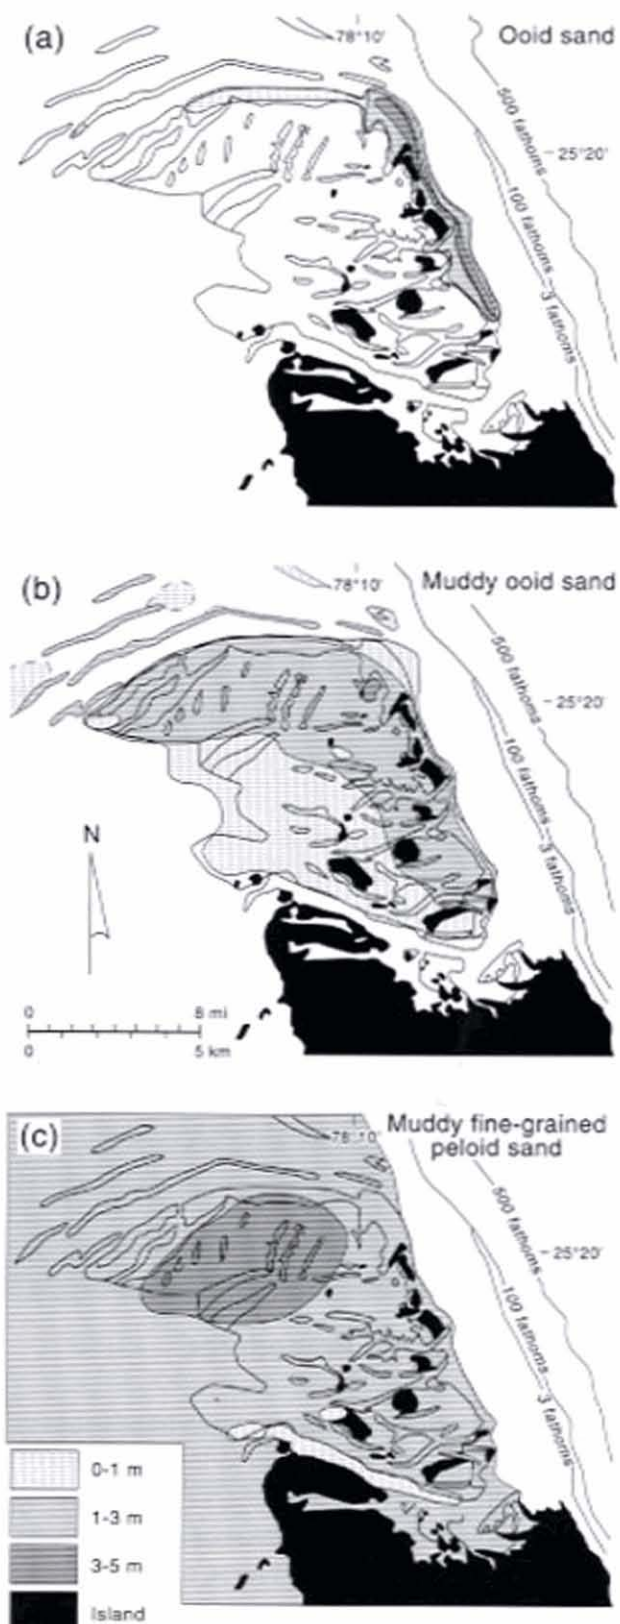 (a)
78°10'
Ooid sand
500 fathoms
25°20'
100 fathoms
3 fathoms
(b)
78°10'
Muddy ooid sand
500 fathoms
25°20'
100 fathoms
3 fathoms
N
0 8 mi
0 5 km
(c)
78°10'
Muddy fine-grained
peloid sand
500 fathoms
25°20'
100 fathoms
3 fathoms
0-1 m
1-3 m
3-5 m
Island